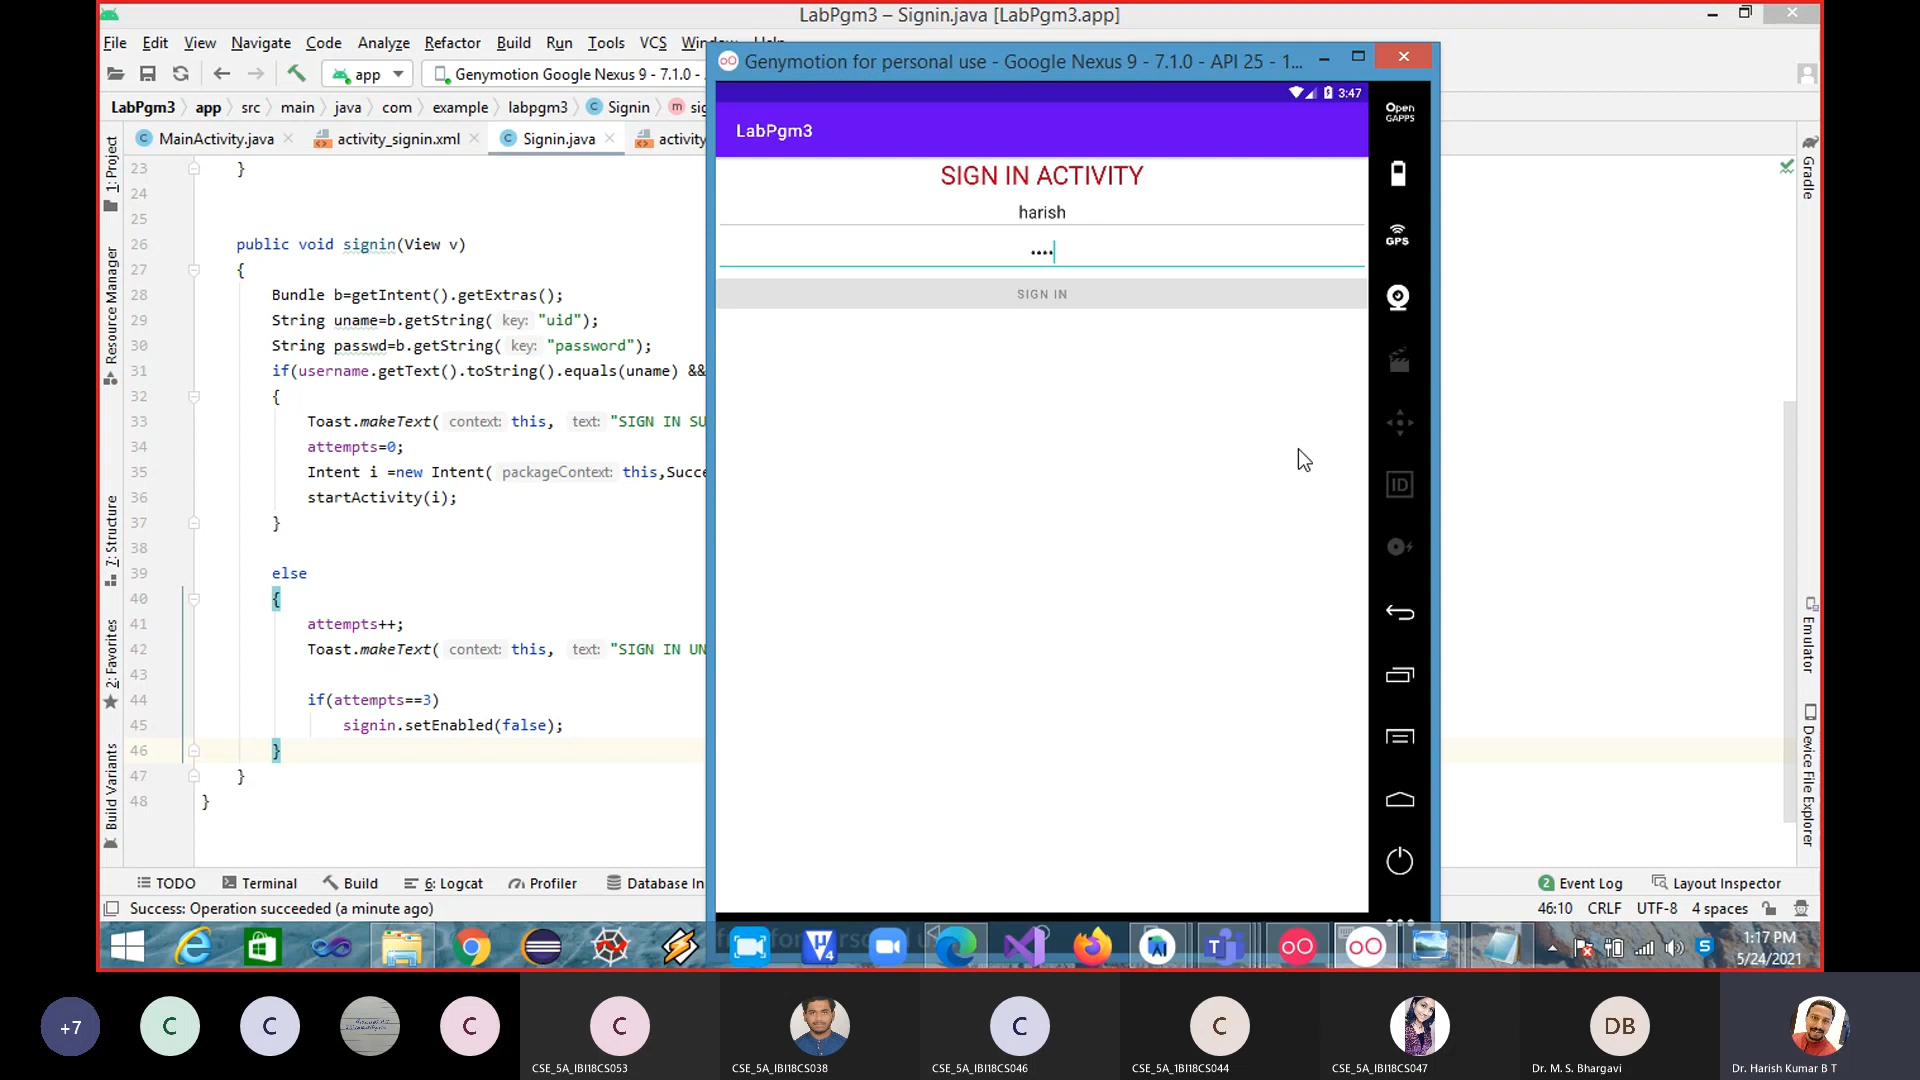 LabPgm3 – Signin.java [LabPgm3.app]
File Edit View Navigate Code Analyze Refactor Build Run Tools VCS Window Help
app Genymotion Google Nexus 9 - 7.1.0 -
LabPgm3 app src main java com example labpgm3 Signin sig
MainActivity.java activity_signin.xml Signin.java activity
1: Project
Resource Manager
7: Structure
2: Favorites
Build Variants
23 }
24
25
26 public void signin(View v)
27 {
28 Bundle b=getIntent().getExtras();
29 String uname=b.getString( key: "uid");
30 String passwd=b.getString( key: "password");
31 if(username.getText().toString().equals(uname) &&
32 {
33 Toast.makeText( context: this, text: "SIGN IN SU
34 attempts=0;
35 Intent i =new Intent( packageContext: this,Succe
36 startActivity(i);
37 }
38
39 else
40 {
41 attempts++;
42 Toast.makeText( context: this, text: "SIGN IN UN
43
44 if(attempts==3)
45 signin.setEnabled(false);
46 }
47 }
48 }
Genymotion for personal use - Google Nexus 9 - 7.1.0 - API 25 - 1...
3:47
LabPgm3
SIGN IN ACTIVITY
harish
••••
SIGN IN
Open
GAPPS
GPS
ID
Gradle
Emulator
Device File Explorer
TODO Terminal Build 6: Logcat Profiler Database In
Event Log Layout Inspector
Success: Operation succeeded (a minute ago)
46:10 CRLF UTF-8 4 spaces
1:17 PM
5/24/2021
+7 C C C
C CSE_5A_IBI18CS053
CSE_5A_IBI18CS038
C CSE_5A_IBI18CS046
C CSE_5A_1BI18CS044
CSE_5A_IBI18CS047
DB Dr. M. S. Bhargavi
Dr. Harish Kumar B T